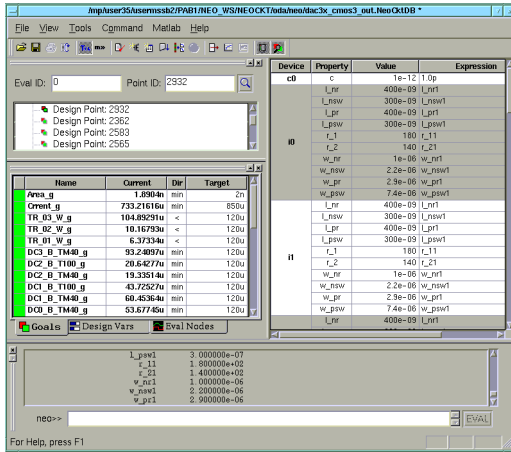 /mp/user35/usermssb2/PAB1/NEO_WS/NEOCKT/oda/neo/dac3x_cmos3_out.NeoCktDB *
File View Tools Command Matlab Help
Eval ID: 0 Point ID: 2932
Design Point: 2932
Design Point: 2362
Design Point: 2583
Design Point: 2565
Name Current Dir Target
Area_g 1.8904n min 2n
Crrent_g 733.21616u min 850u
TR_03_W_g 104.89291u < 120u
TR_02_W_g 10.16793u < 120u
TR_01_W_g 6.37334u < 120u
DC3_B_TM40_g 93.24097u min 120u
DC2_B_T100_g 20.64277u min 120u
DC2_B_TM40_g 19.33514u min 120u
DC1_B_T100_g 43.72527u min 120u
DC1_B_TM40_g 60.45364u min 120u
DC0_B_TM40_g 53.67745u min 120u
Goals Design Vars Eval Nodes
Device Property Value Expression
c0 c 1e-12 1.0p
l_nr 400e-09 l_nr1
l_nsw 300e-09 l_nsw1
l_pr 400e-09 l_pr1
l_psw 300e-09 l_psw1
i0 r_1 180 r_11
r_2 140 r_21
w_nr 1e-06 w_nr1
w_nsw 2.2e-06 w_nsw1
w_pr 2.9e-06 w_pr1
w_psw 7.4e-06 w_psw1
l_nr 400e-09 l_nr1
l_nsw 300e-09 l_nsw1
l_pr 400e-09 l_pr1
l_psw 300e-09 l_psw1
i1 r_1 180 r_11
r_2 140 r_21
w_nr 1e-06 w_nr1
w_nsw 2.2e-06 w_nsw1
w_pr 2.9e-06 w_pr1
w_psw 7.4e-06 w_psw1
l_nr 400e-09 l_nr1
l_psw1 3.000000e-07
r_11 1.800000e+02
r_21 1.400000e+02
w_nr1 1.000000e-06
w_nsw1 2.200000e-06
w_pr1 2.900000e-06
neo>> EVAL
For Help, press F1